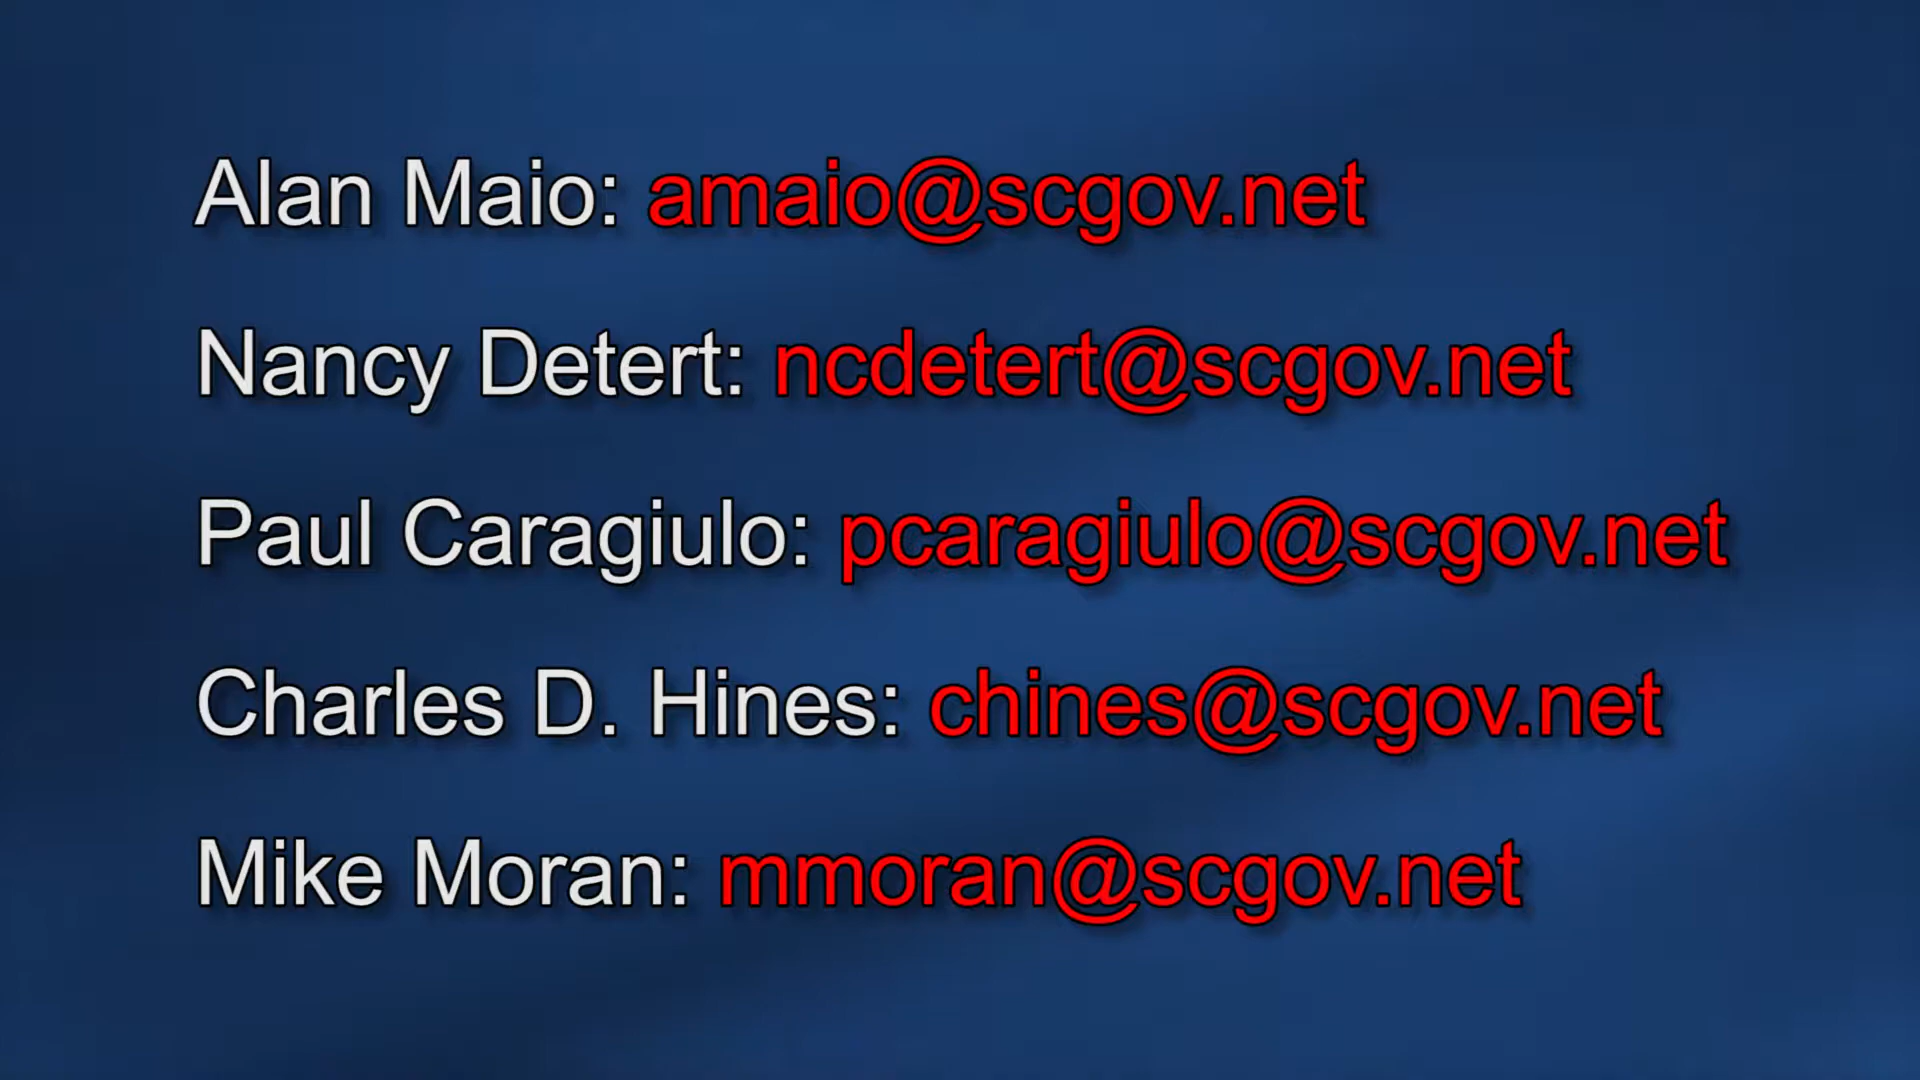 Alan Maio: amaio@scgov.net
Nancy Detert: ncdetert@scgov.net
Paul Caragiulo: pcaragiulo@scgov.net
Charles D. Hines: chines@scgov.net
Mike Moran: mmoran@scgov.net